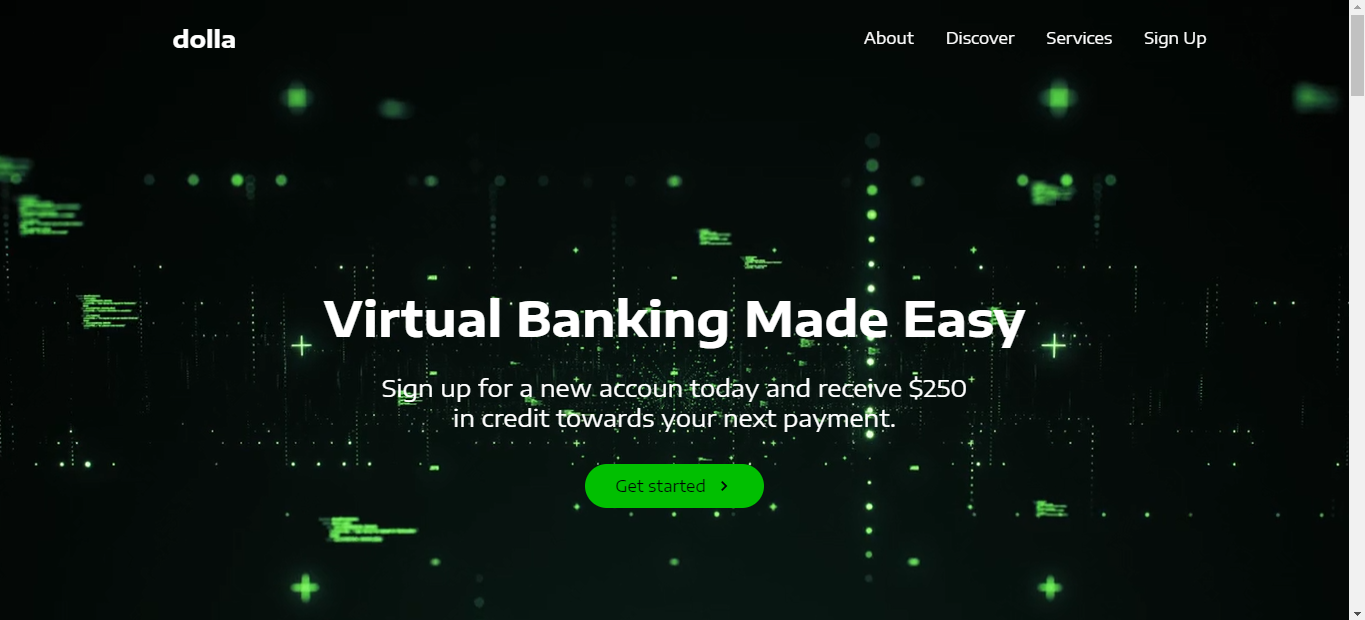 dolla
About Discover Services Sign Up
Virtual Banking Made Easy
Sign up for a new accoun today and receive $250
in credit towards your next payment.
Get started